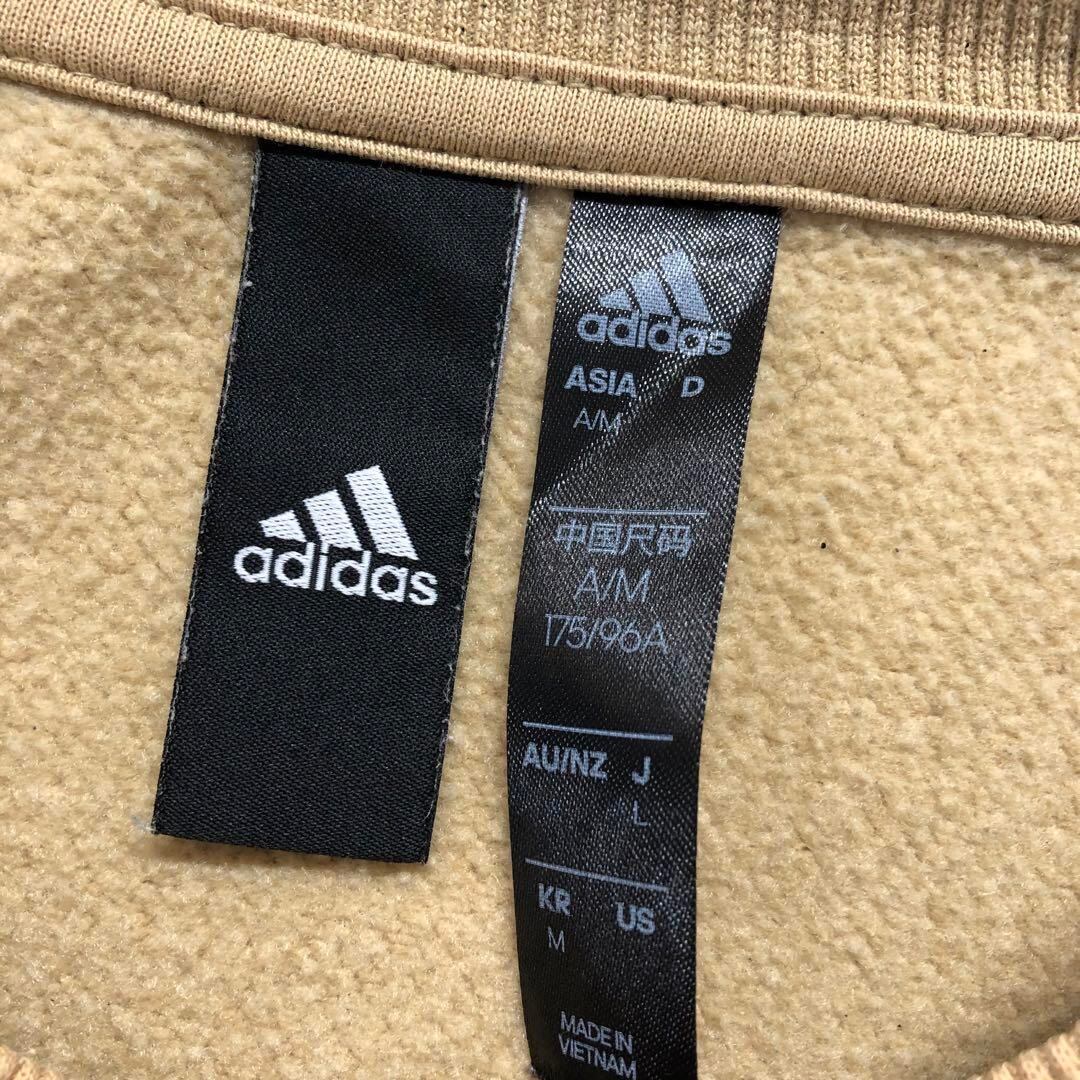 adidas
adidas
ASIA D
A/M
中国尺码
A/M
175/96A
AU/NZ J
L
KR US
M
MADE IN
VIETNAM